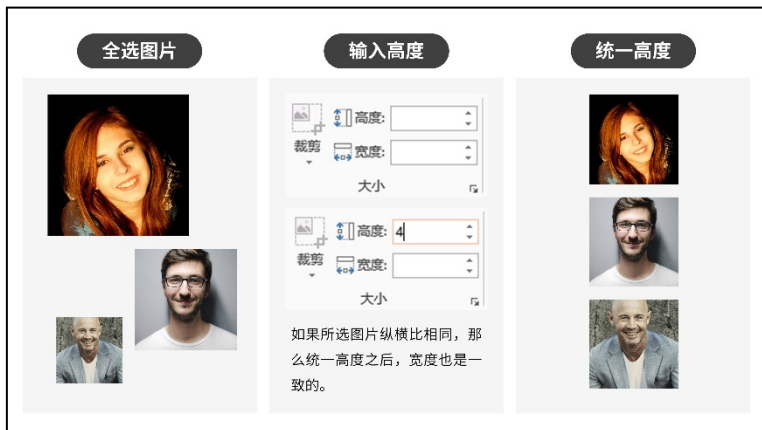 全选图片
输入高度
统一高度
高度:
裁剪
宽度:
大小
高度: 4
裁剪
宽度:
大小
如果所选图片纵横比相同，那
么统一高度之后，宽度也是一
致的。